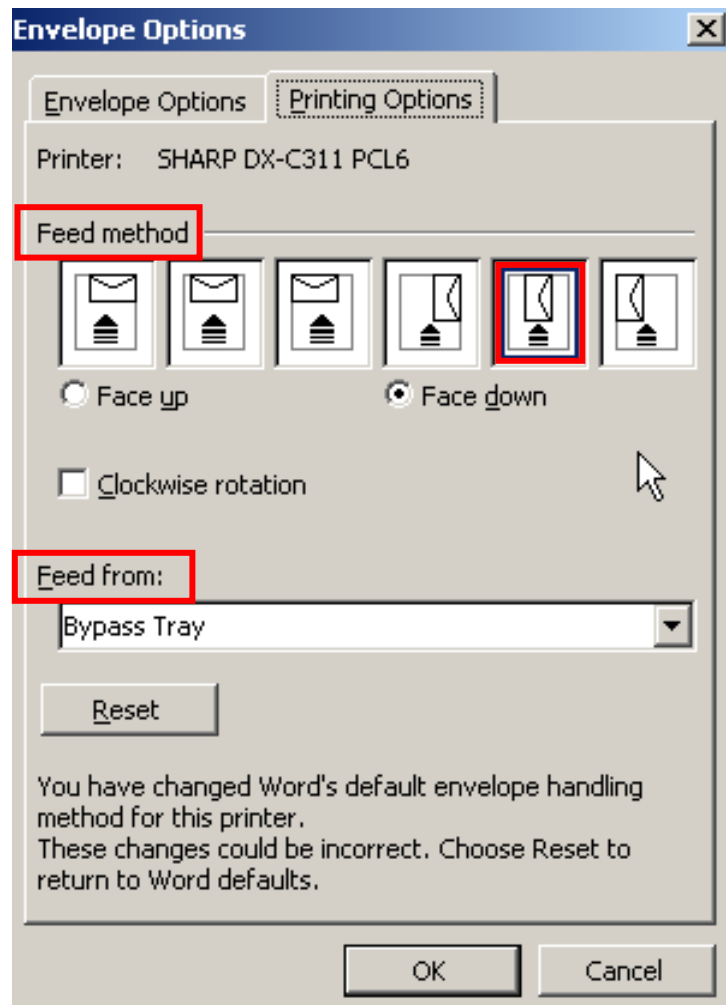 Envelope Options
Envelope Options Printing Options
Printer: SHARP DX-C311 PCL6
Feed method
Face up Face down
Clockwise rotation
Feed from:
Bypass Tray
Reset
You have changed Word's default envelope handling
method for this printer.
These changes could be incorrect. Choose Reset to
return to Word defaults.
OK Cancel